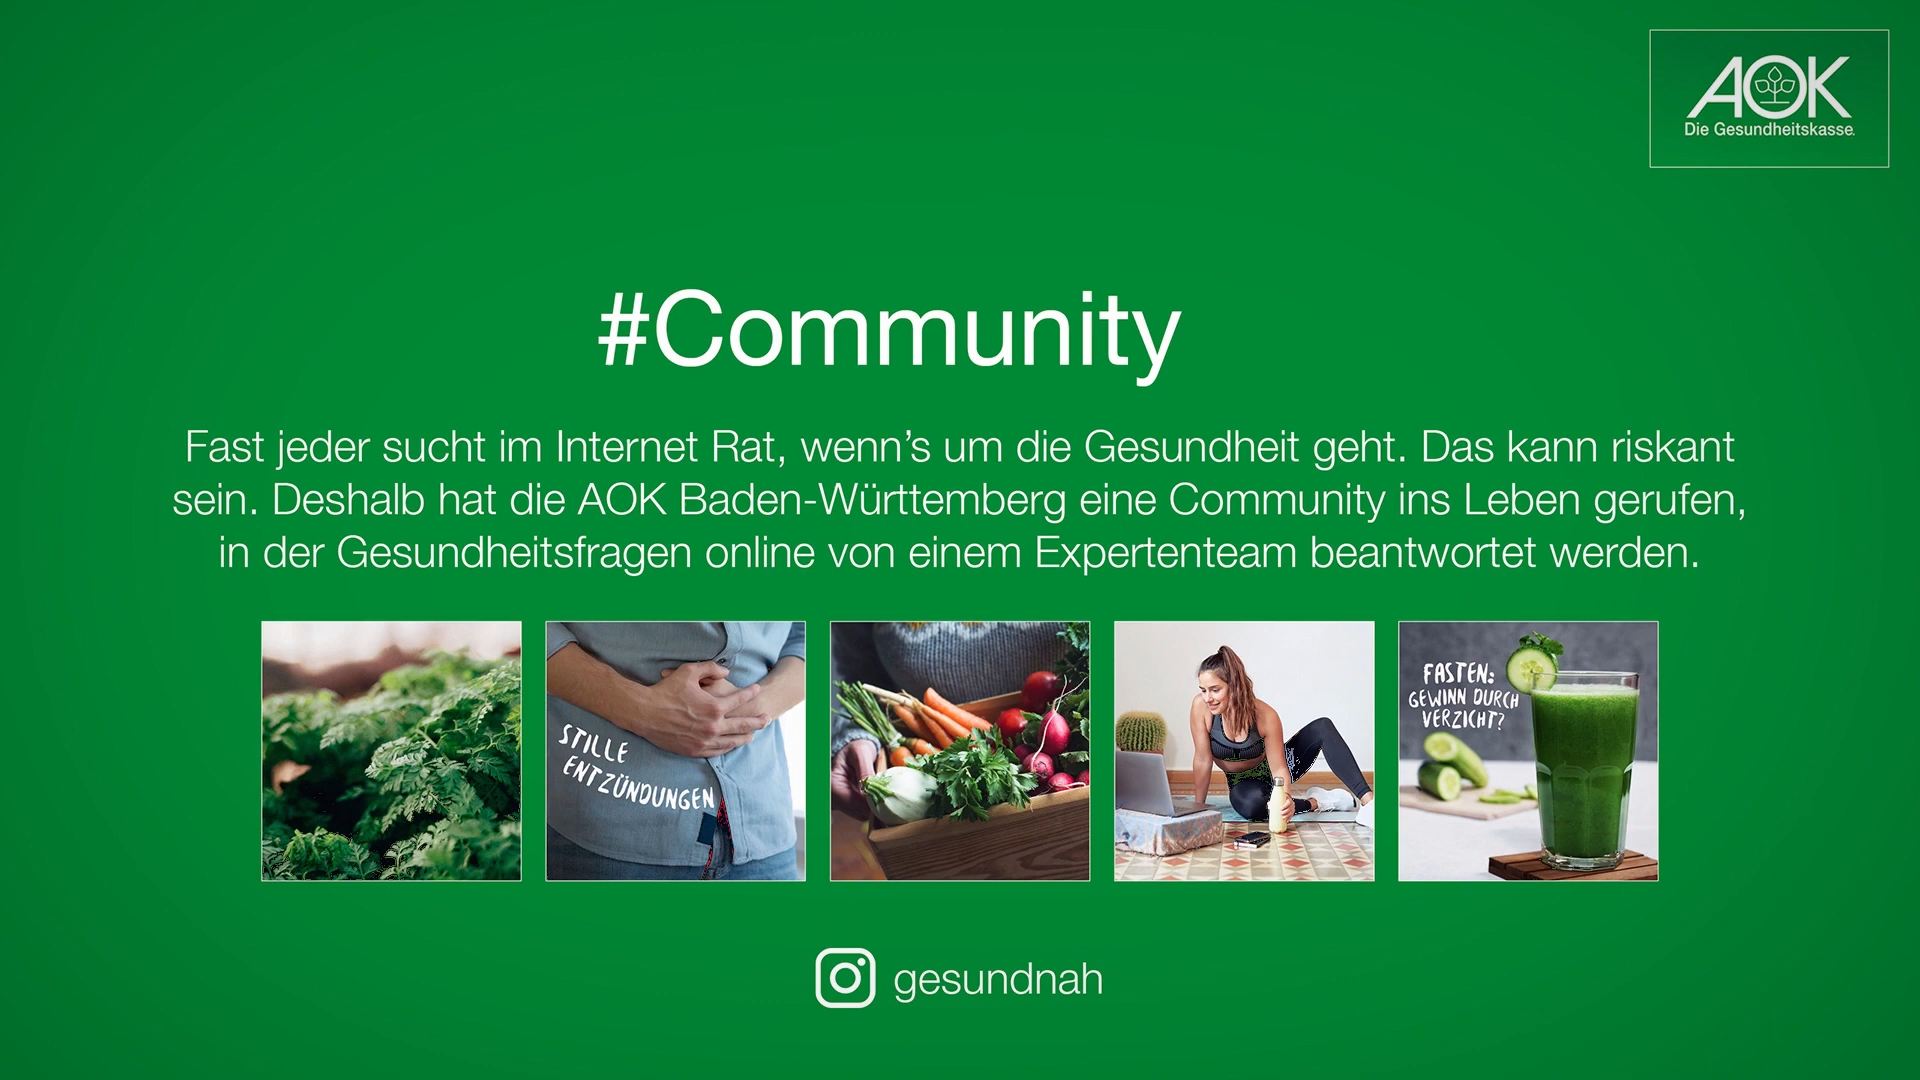 AOK
Die Gesundheitskasse.
#Community
Fast jeder sucht im Internet Rat, wenn’s um die Gesundheit geht. Das kann riskant
sein. Deshalb hat die AOK Baden-Württemberg eine Community ins Leben gerufen,
in der Gesundheitsfragen online von einem Expertenteam beantwortet werden.
STILLE
ENTZÜNDUNGEN
FASTEN:
GEWINN DURCH
VERZICHT?
gesundnah